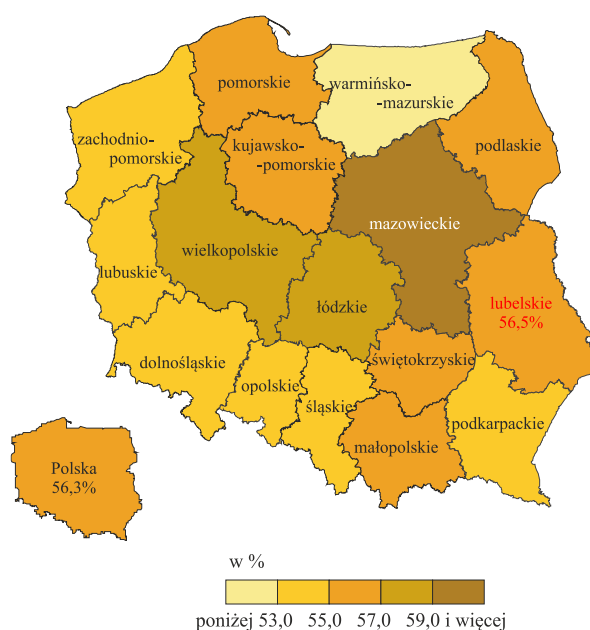 pomorskie
warmińsko-
-mazurskie
zachodnio-
pomorskie
kujawsko-
-pomorskie
podlaskie
mazowieckie
wielkopolskie
lubuskie
łódzkie
lubelskie
56,5%
dolnośląskie
opolskie
śląskie
świętokrzyskie
małopolskie
podkarpackie
Polska
56,3%
w %
poniżej 53,0 55,0 57,0 59,0 i więcej